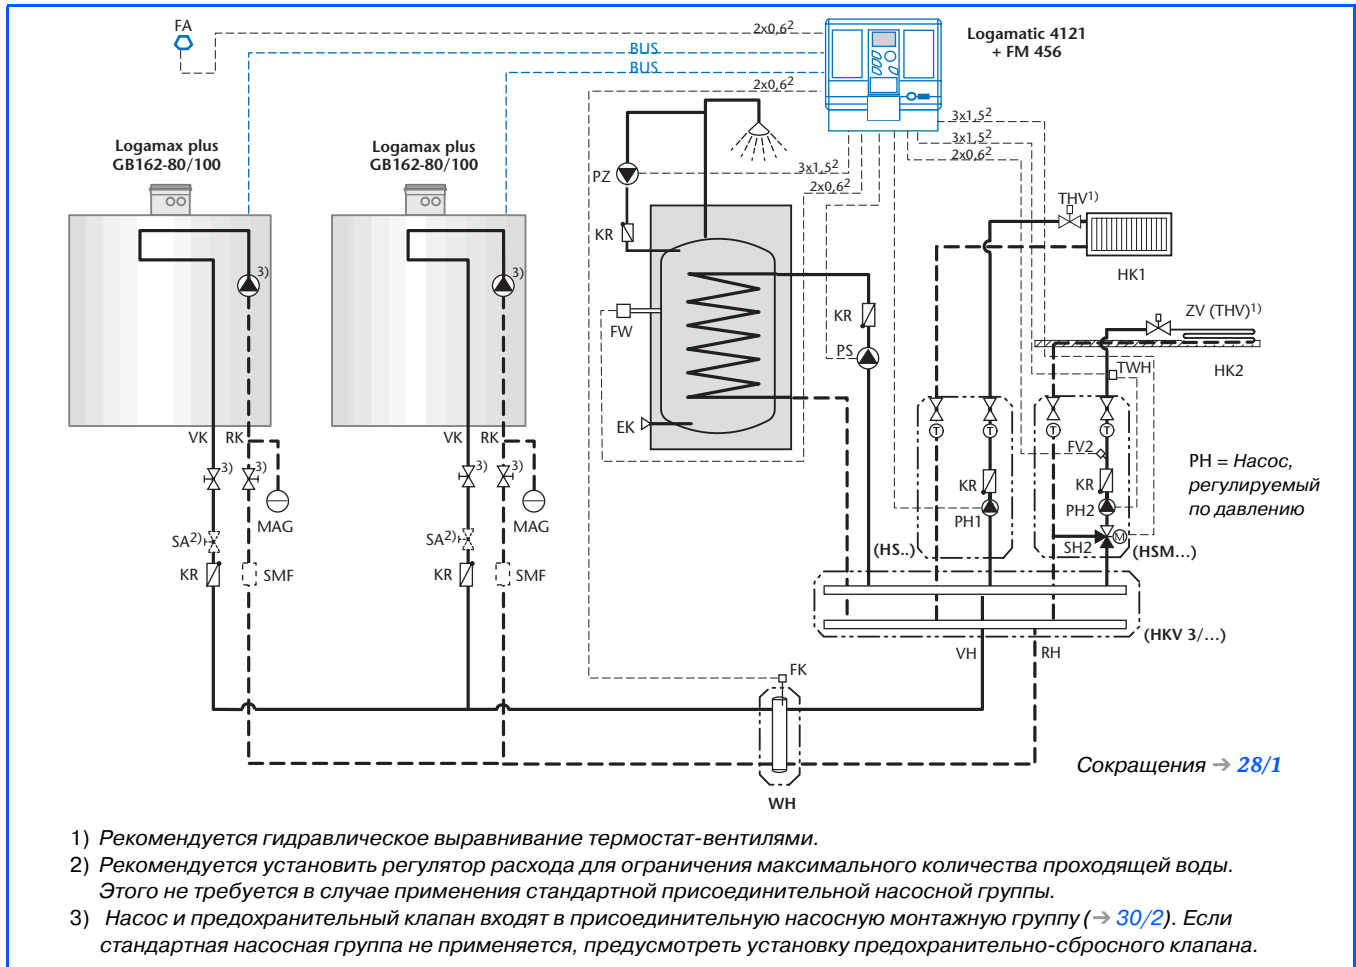 FA
2x0,6²
Logamatic 4121
+ FM 456
BUS
BUS
2x0,6²
3x1,5²
3x1,5²
2x0,6²
Logamax plus
GB162-80/100
Logamax plus
GB162-80/100
PZ
3x1,5²
2x0,6²
THV¹⁾
KR
HK1
3)
3)
FW
KR
PS
ZV (THV)¹⁾
TWH
HK2
EK
VK
RK
VK
RK
T
T
T
T
FV2
PH = Насос,
регулируемый
по давлению
3)
3)
3)
3)
KR
KR
MAG
MAG
PH1
PH2
SA²⁾
SA²⁾
M
SH2
(HS..)
(HSM...)
KR
SMF
KR
SMF
(HKV 3/...)
VH
RH
FK
Сокращения ➔ 28/1
WH
1) Рекомендуется гидравлическое выравнивание термостат-вентилями.
2) Рекомендуется установить регулятор расхода для ограничения максимального количества проходящей воды.
Этого не требуется в случае применения стандартной присоединительной насосной группы.
3) Насос и предохранительный клапан входят в присоединительную насосную монтажную группу (➔ 30/2). Если
стандартная насосная группа не применяется, предусмотреть установку предохранительно-сбросного клапана.